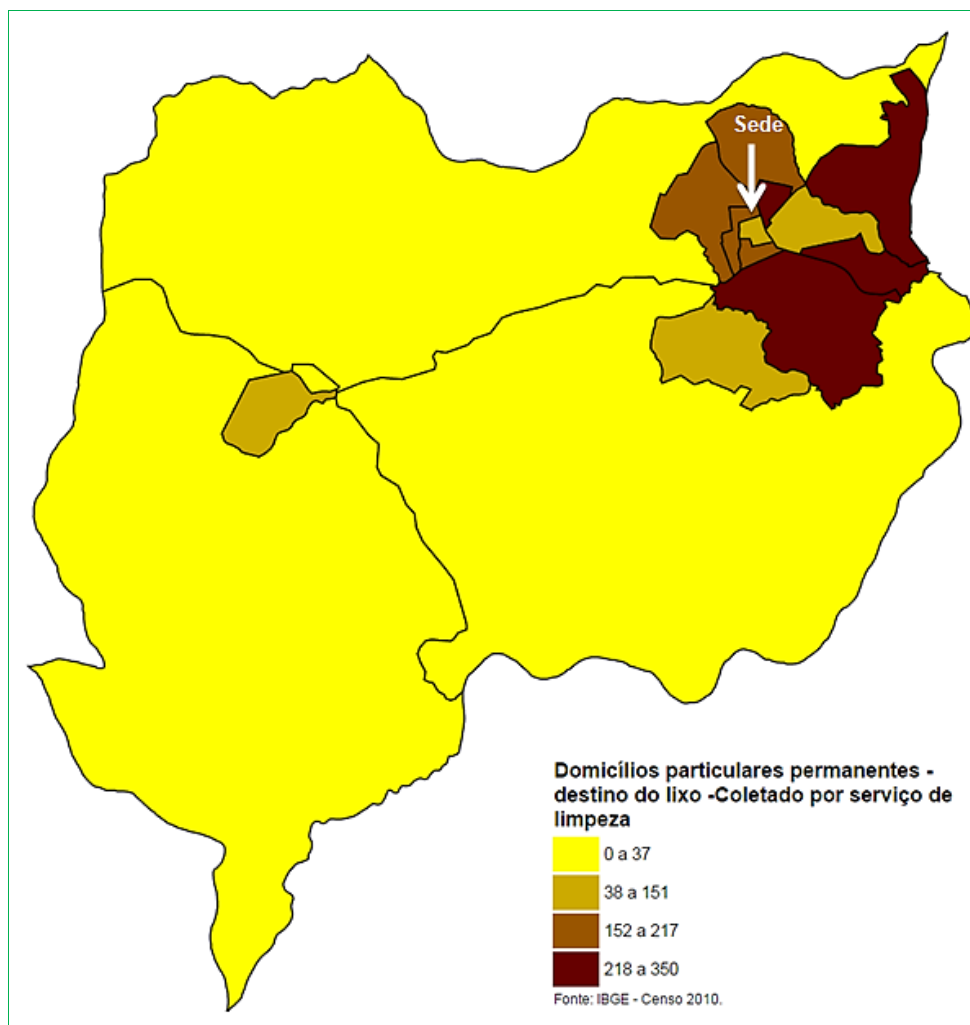 Sede
Domicílios particulares permanentes -
destino do lixo -Coletado por serviço de
limpeza
0 a 37
38 a 151
152 a 217
218 a 350
Fonte: IBGE - Censo 2010.